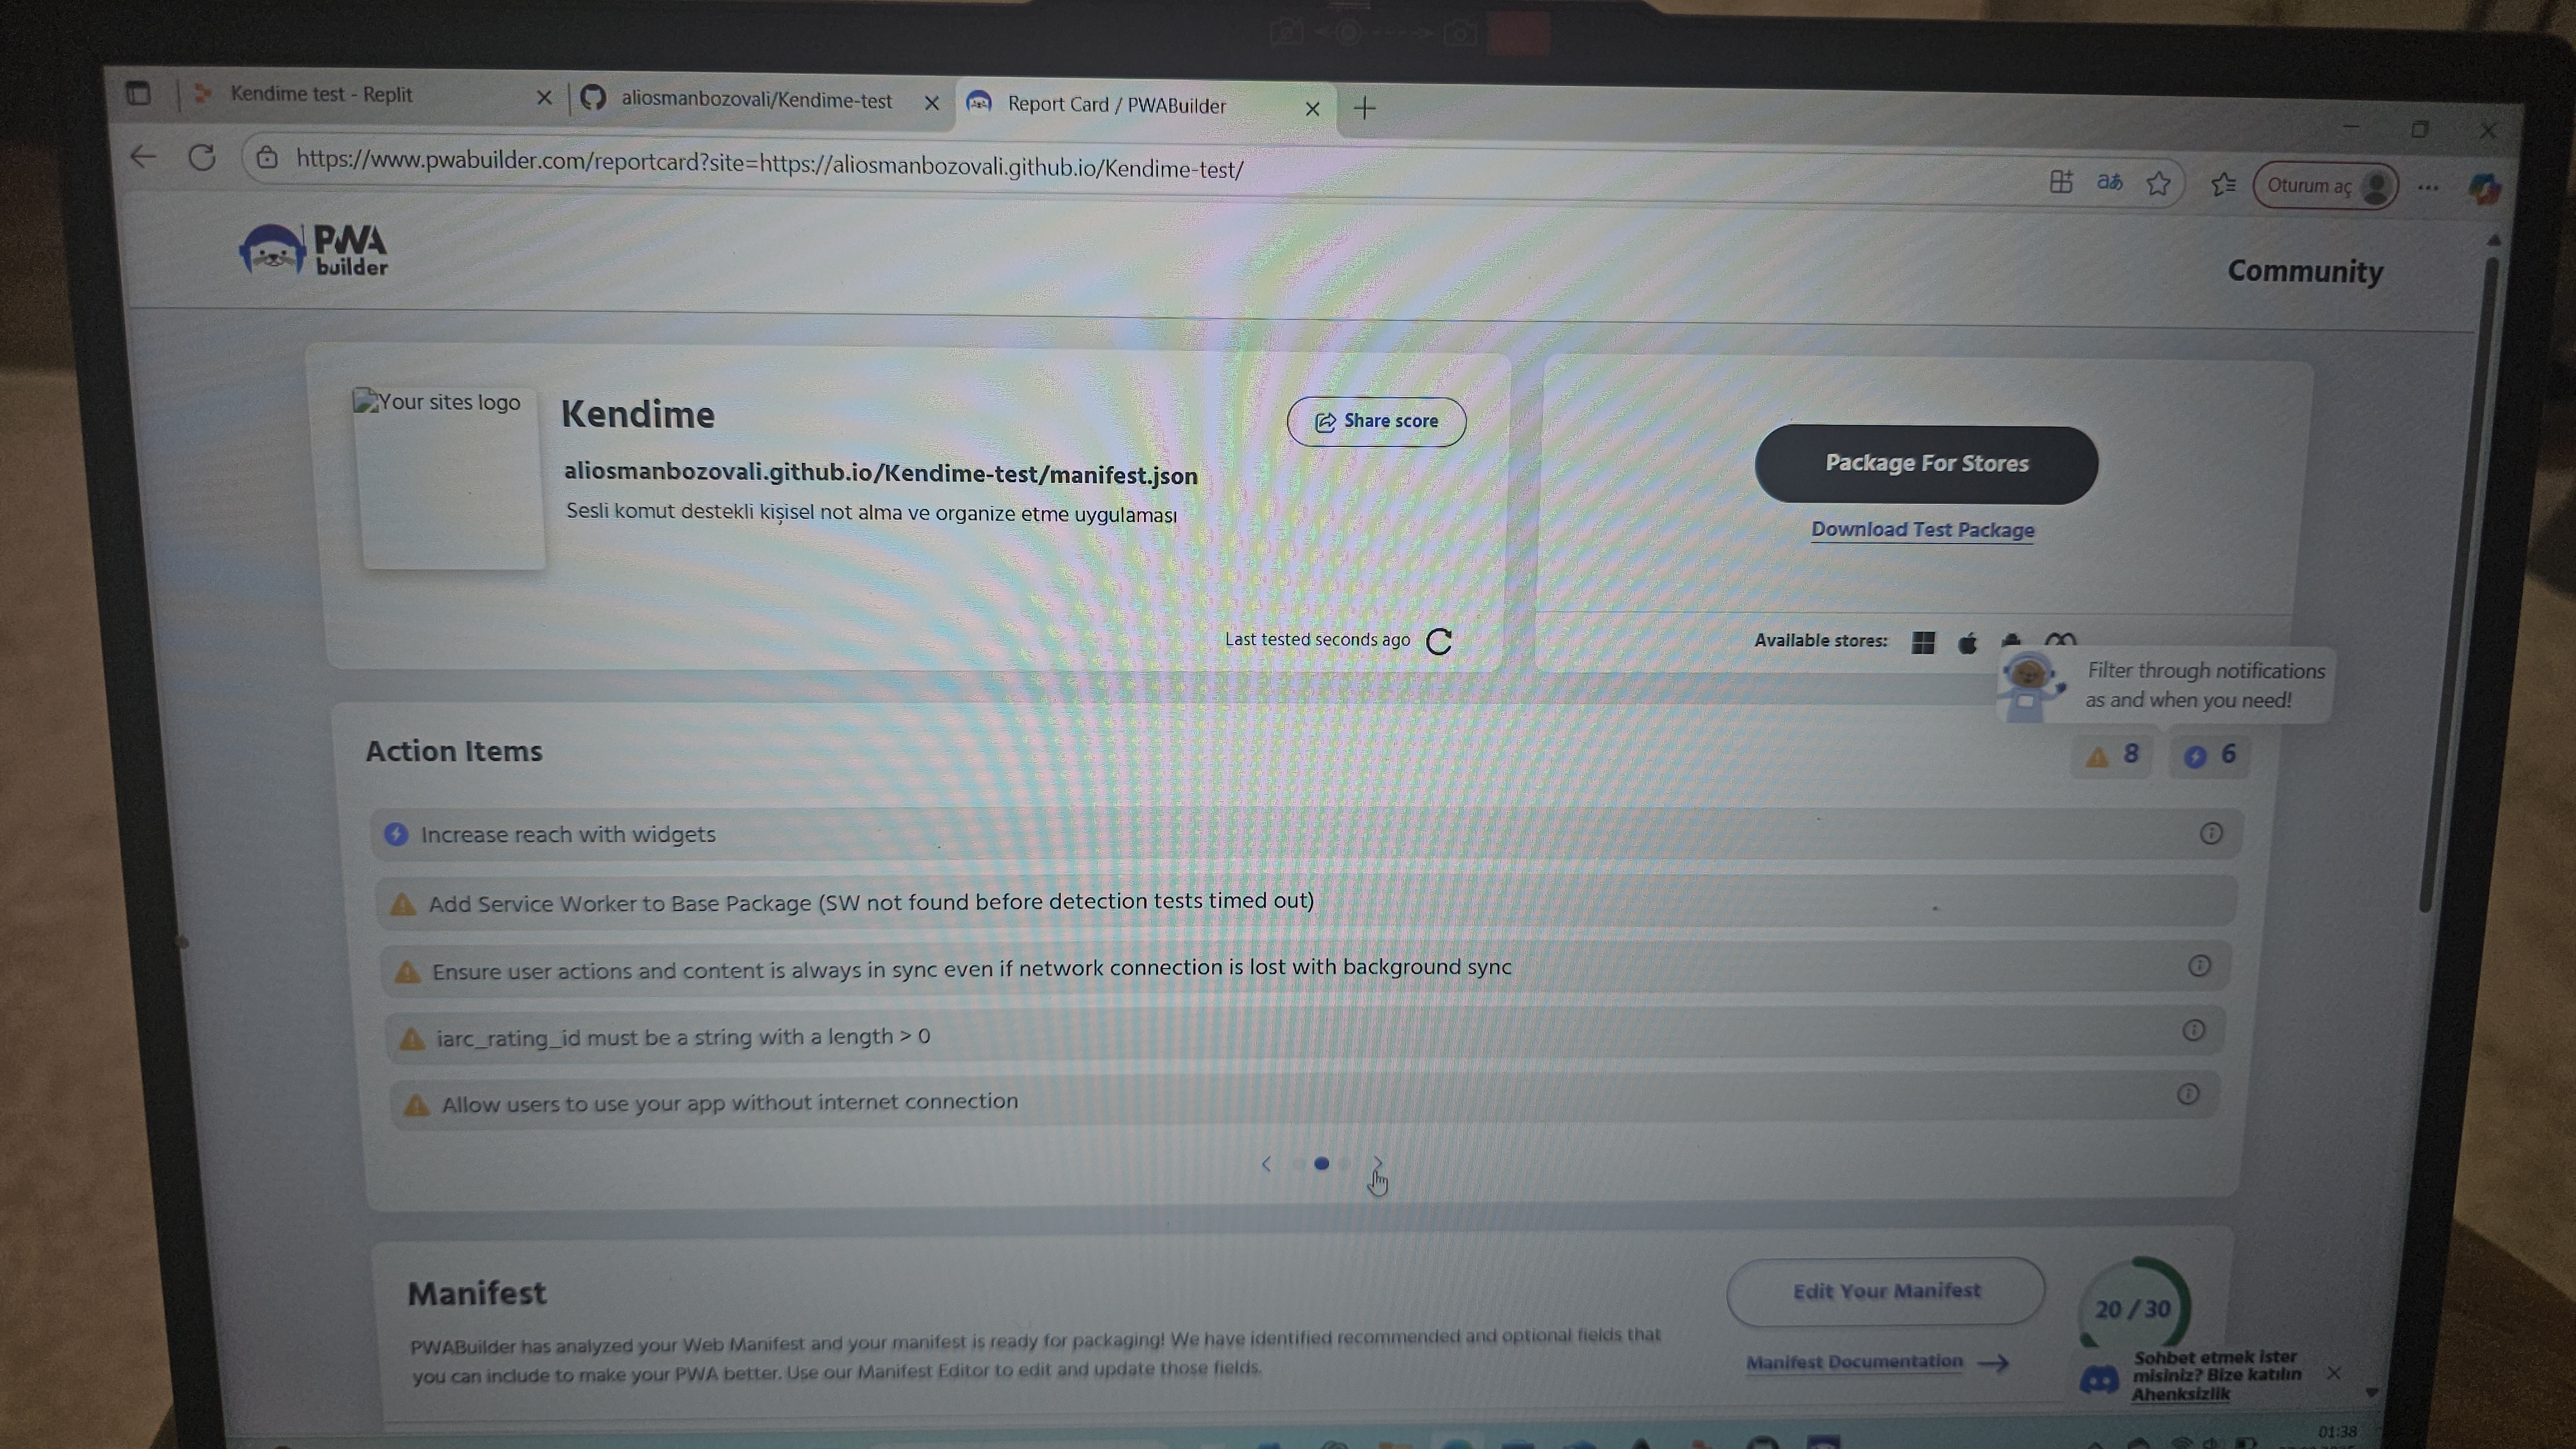 Kendime test - Replit
aliosmanbozovali/Kendime-test
Report Card / PWABuilder
https://www.pwabuilder.com/reportcard?site=https://aliosmanbozovali.github.io/Kendime-test/
aあ
Oturum aç
PWA
builder
Community
Your sites logo
Kendime
aliosmanbozovali.github.io/Kendime-test/manifest.json
Sesli komut destekli kişisel not alma ve organize etme uygulaması
Share score
Last tested seconds ago
Package For Stores
Download Test Package
Available stores:
Filter through notifications
as and when you need!
Action Items
8
6
Increase reach with widgets
Add Service Worker to Base Package (SW not found before detection tests timed out)
Ensure user actions and content is always in sync even if network connection is lost with background sync
iarc_rating_id must be a string with a length > 0
Allow users to use your app without internet connection
Manifest
PWABuilder has analyzed your Web Manifest and your manifest is ready for packaging! We have identified recommended and optional fields that
you can include to make your PWA better. Use our Manifest Editor to edit and update those fields.
Edit Your Manifest
Manifest Documentation
20 / 30
Sohbet etmek ister
misiniz? Bize katılın
Ahenksizlik
01:38